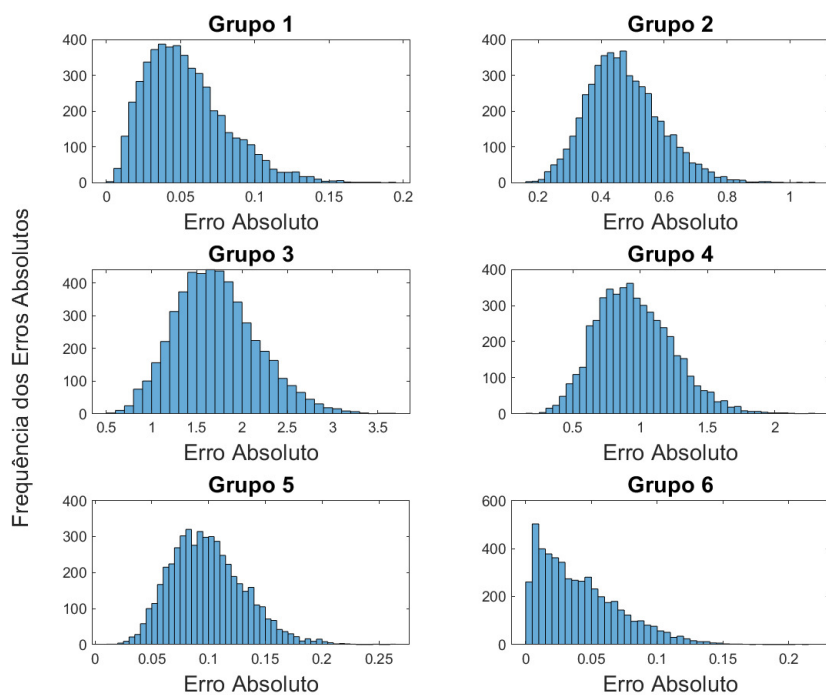 Grupo 1
400
300
200
100
0
0 0.05 0.1 0.15 0.2
Erro Absoluto
Grupo 2
400
300
200
100
0
0.2 0.4 0.6 0.8 1
Erro Absoluto
Frequência dos Erros Absolutos
Grupo 3
400
300
200
100
0
0.5 1 1.5 2 2.5 3 3.5
Erro Absoluto
Grupo 4
400
300
200
100
0
0.5 1 1.5 2
Erro Absoluto
Grupo 5
400
300
200
100
0
0 0.05 0.1 0.15 0.2 0.25
Erro Absoluto
Grupo 6
600
400
200
0
0 0.05 0.1 0.15 0.2
Erro Absoluto